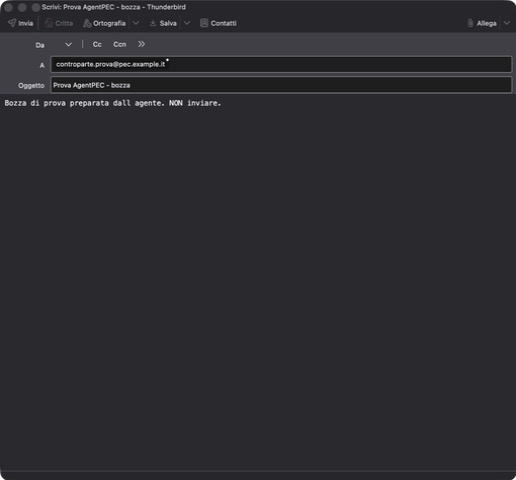 Scrivi: Prova AgentPEC - bozza - Thunderbird
Invia Critta Ortografia Salva Contatti Allega
Da Cc Ccn
A controparte.prova@pec.example.it
Oggetto Prova AgentPEC - bozza
Bozza di prova preparata dall agente. NON inviare.